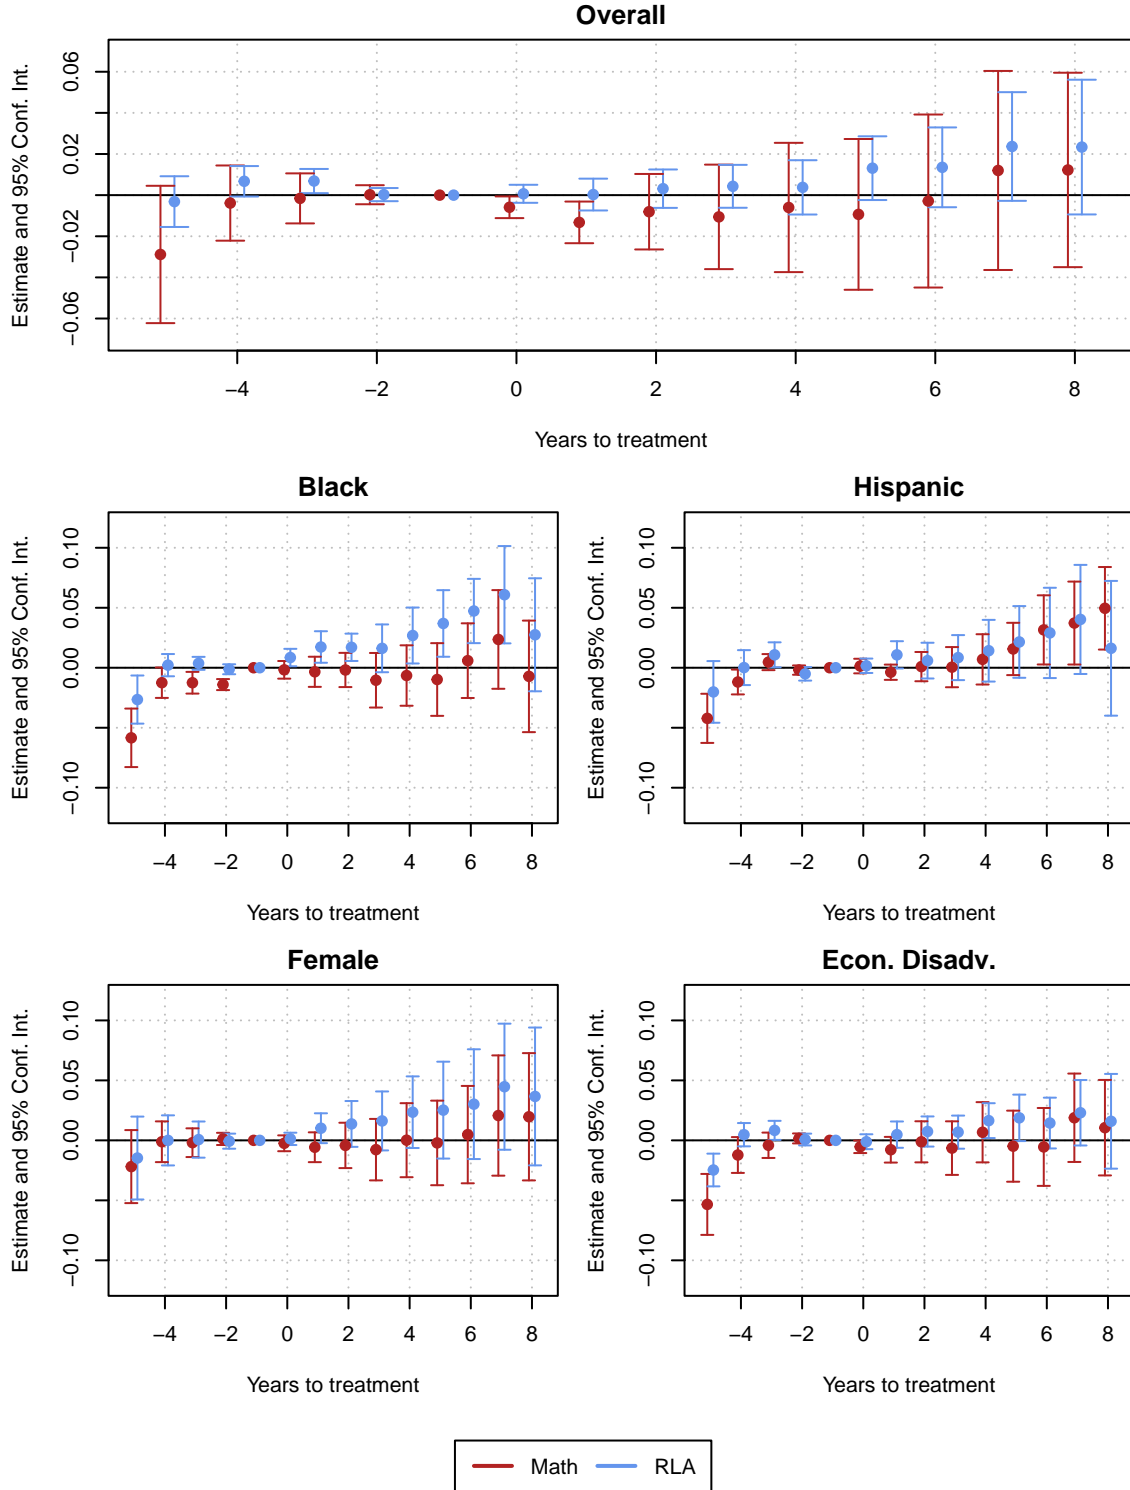 Overall
Estimate and 95% Conf. Int.
0.06
0.02
−0.02
−0.06
−4 −2 0 2 4 6 8
Years to treatment
Black
Estimate and 95% Conf. Int.
0.10
0.05
0.00
−0.10
−4 −2 0 2 4 6 8
Years to treatment
Hispanic
Estimate and 95% Conf. Int.
0.10
0.05
0.00
−0.10
−4 −2 0 2 4 6 8
Years to treatment
Female
Estimate and 95% Conf. Int.
0.10
0.05
0.00
−0.10
−4 −2 0 2 4 6 8
Years to treatment
Econ. Disadv.
Estimate and 95% Conf. Int.
0.10
0.05
0.00
−0.10
−4 −2 0 2 4 6 8
Years to treatment
Math RLA